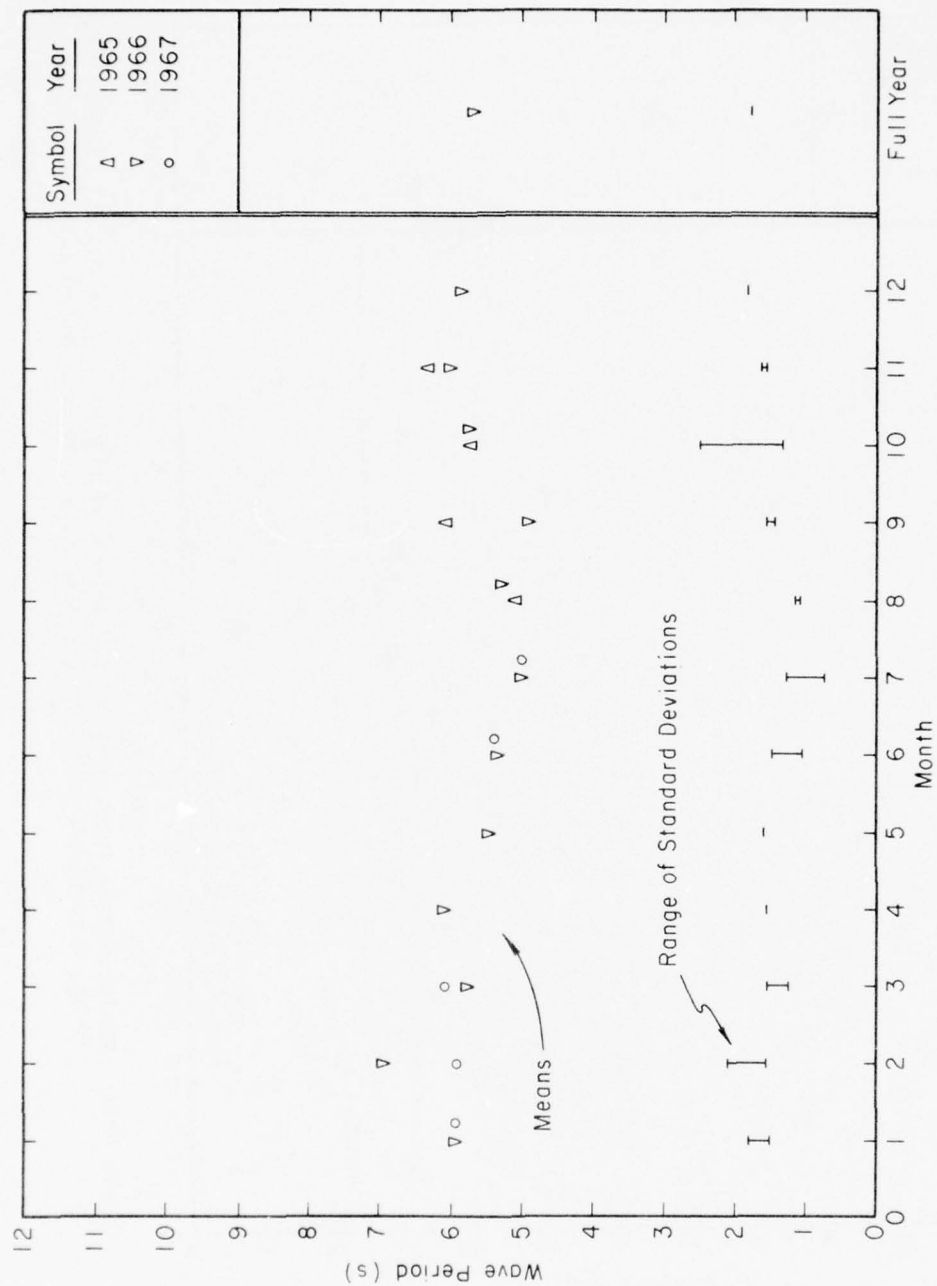 Symbol Year
△ 1965
▽ 1966
○ 1967
12
11
10
9
8
7
6
5
4
3
2
1
0
Wave Period (s)
Means
Range of Standard Deviations
1 2 3 4 5 6 7 8 9 10 11 12 Full Year
Month